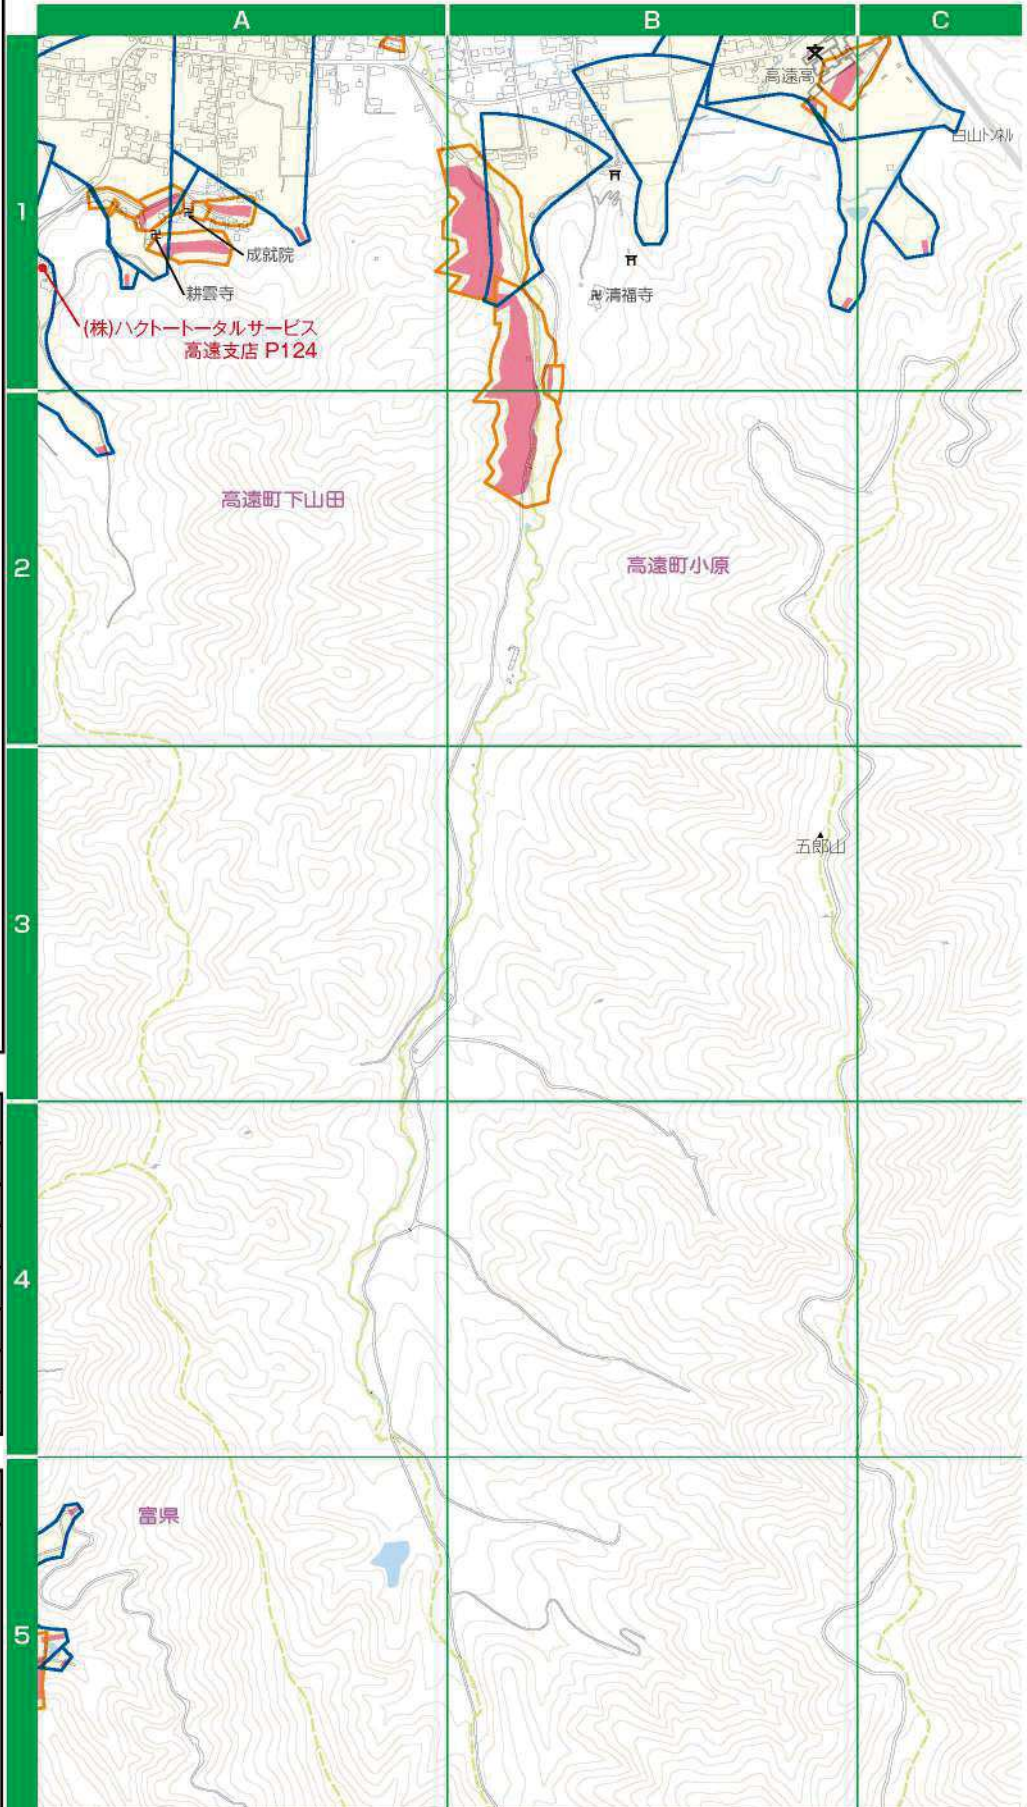 A
B
C
1
高遠高
白山トンネル
成就院
耕雲寺
清福寺
(株)ハクトートータルサービス
高遠支店 P124
2
高遠町下山田
高遠町小原
3
五郎山
4
5
富県